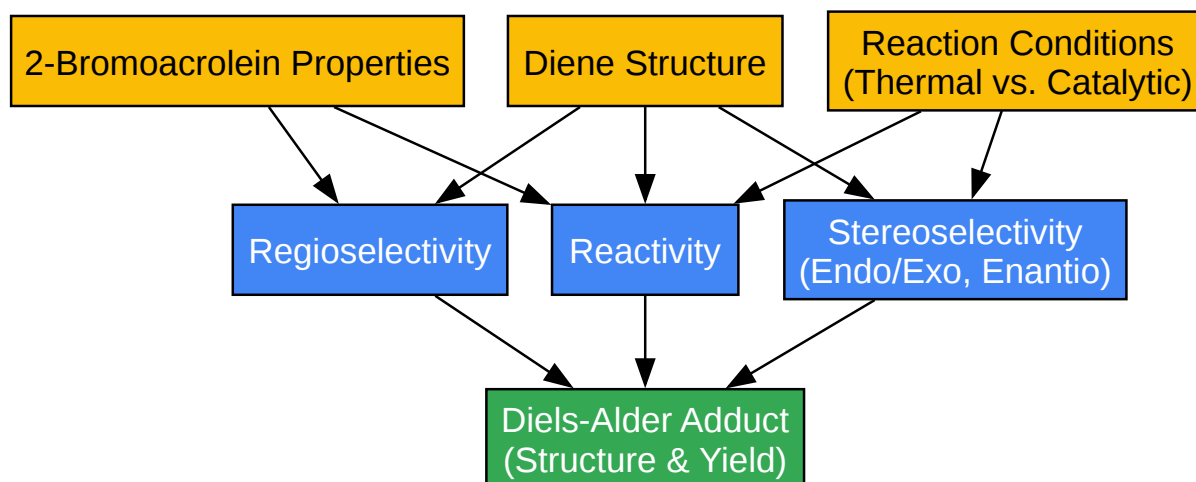 2-Bromoacrolein Properties
Diene Structure
Reaction Conditions
(Thermal vs. Catalytic)
Regioselectivity
Reactivity
Stereoselectivity
(Endo/Exo, Enantio)
Diels-Alder Adduct
(Structure & Yield)